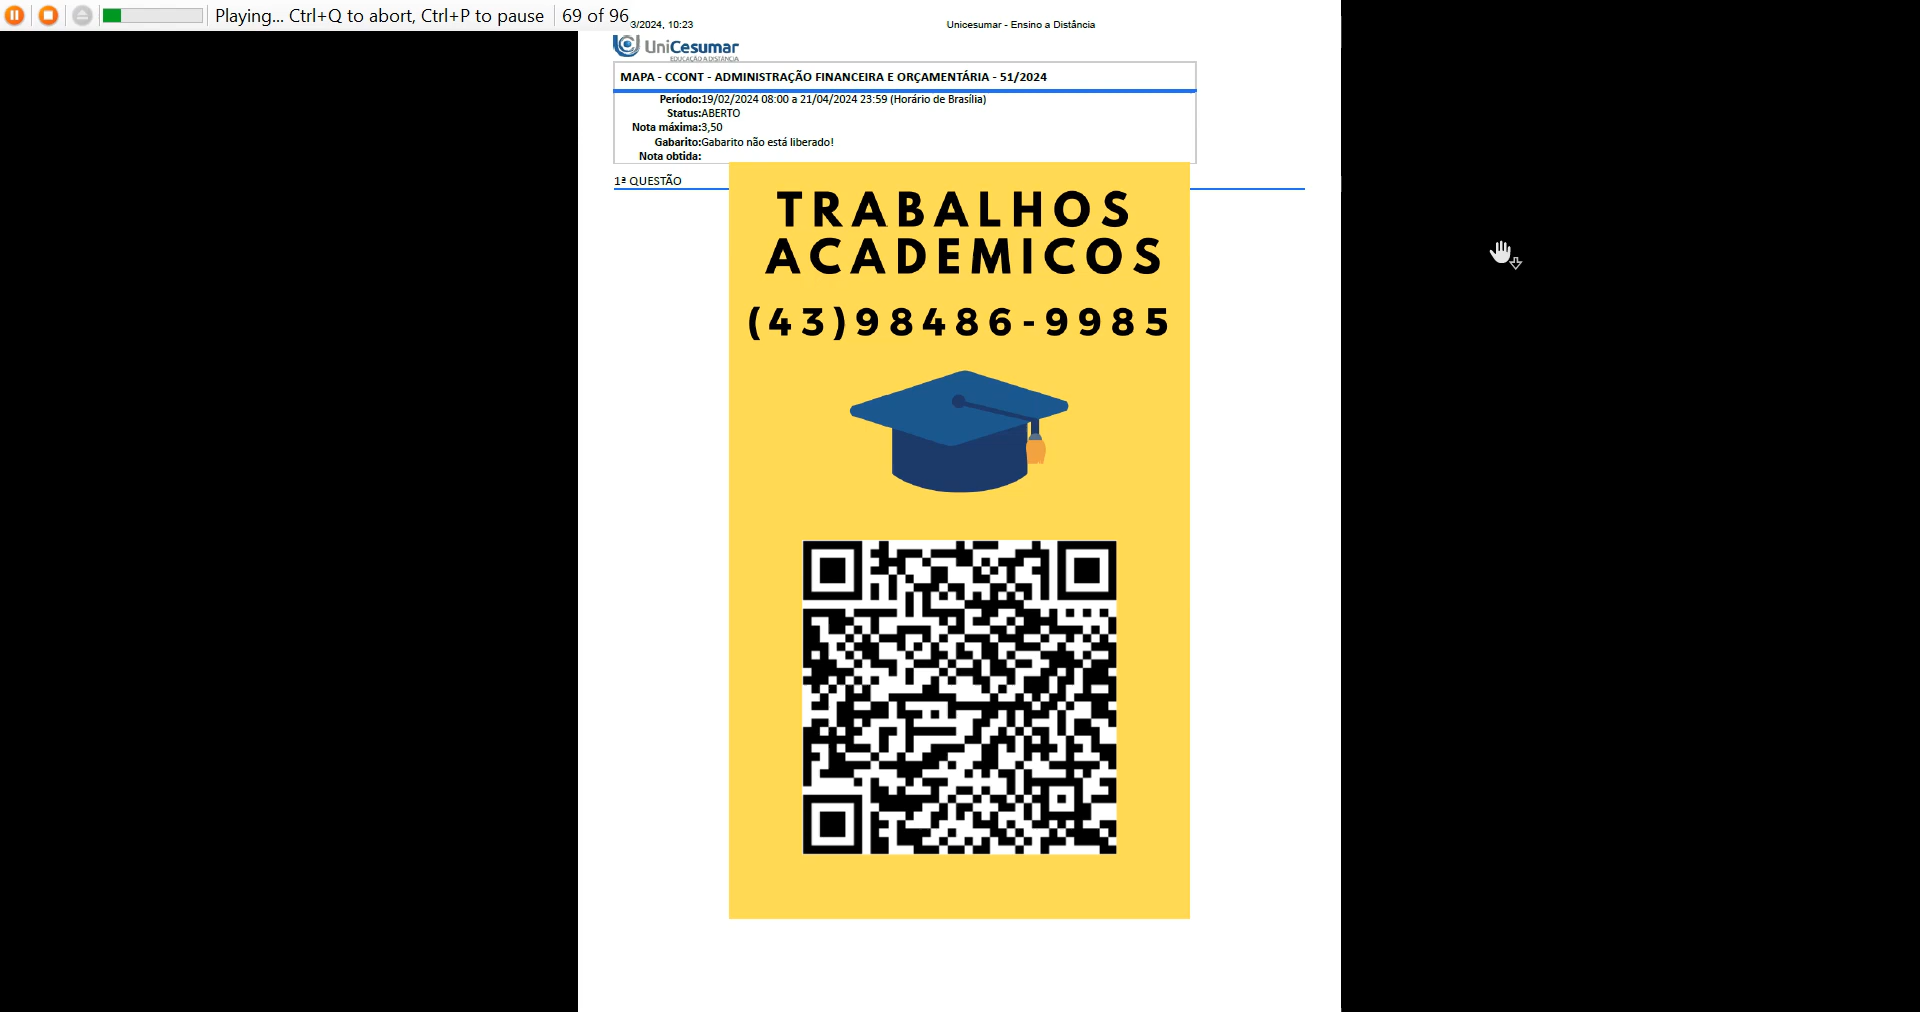 Playing... Ctrl+Q to abort, Ctrl+P to pause
69 of 96
3/2024, 10:23
Unicesumar - Ensino a Distância
UniCesumar
EDUCAÇÃO A DISTÂNCIA
MAPA - CCONT - ADMINISTRAÇÃO FINANCEIRA E ORÇAMENTÁRIA - 51/2024
Período:19/02/2024 08:00 a 21/04/2024 23:59 (Horário de Brasília)
Status:ABERTO
Nota máxima:3,50
Gabarito:Gabarito não está liberado!
Nota obtida:
1ª QUESTÃO
TRABALHOS
ACADEMICOS
(43)98486-9985